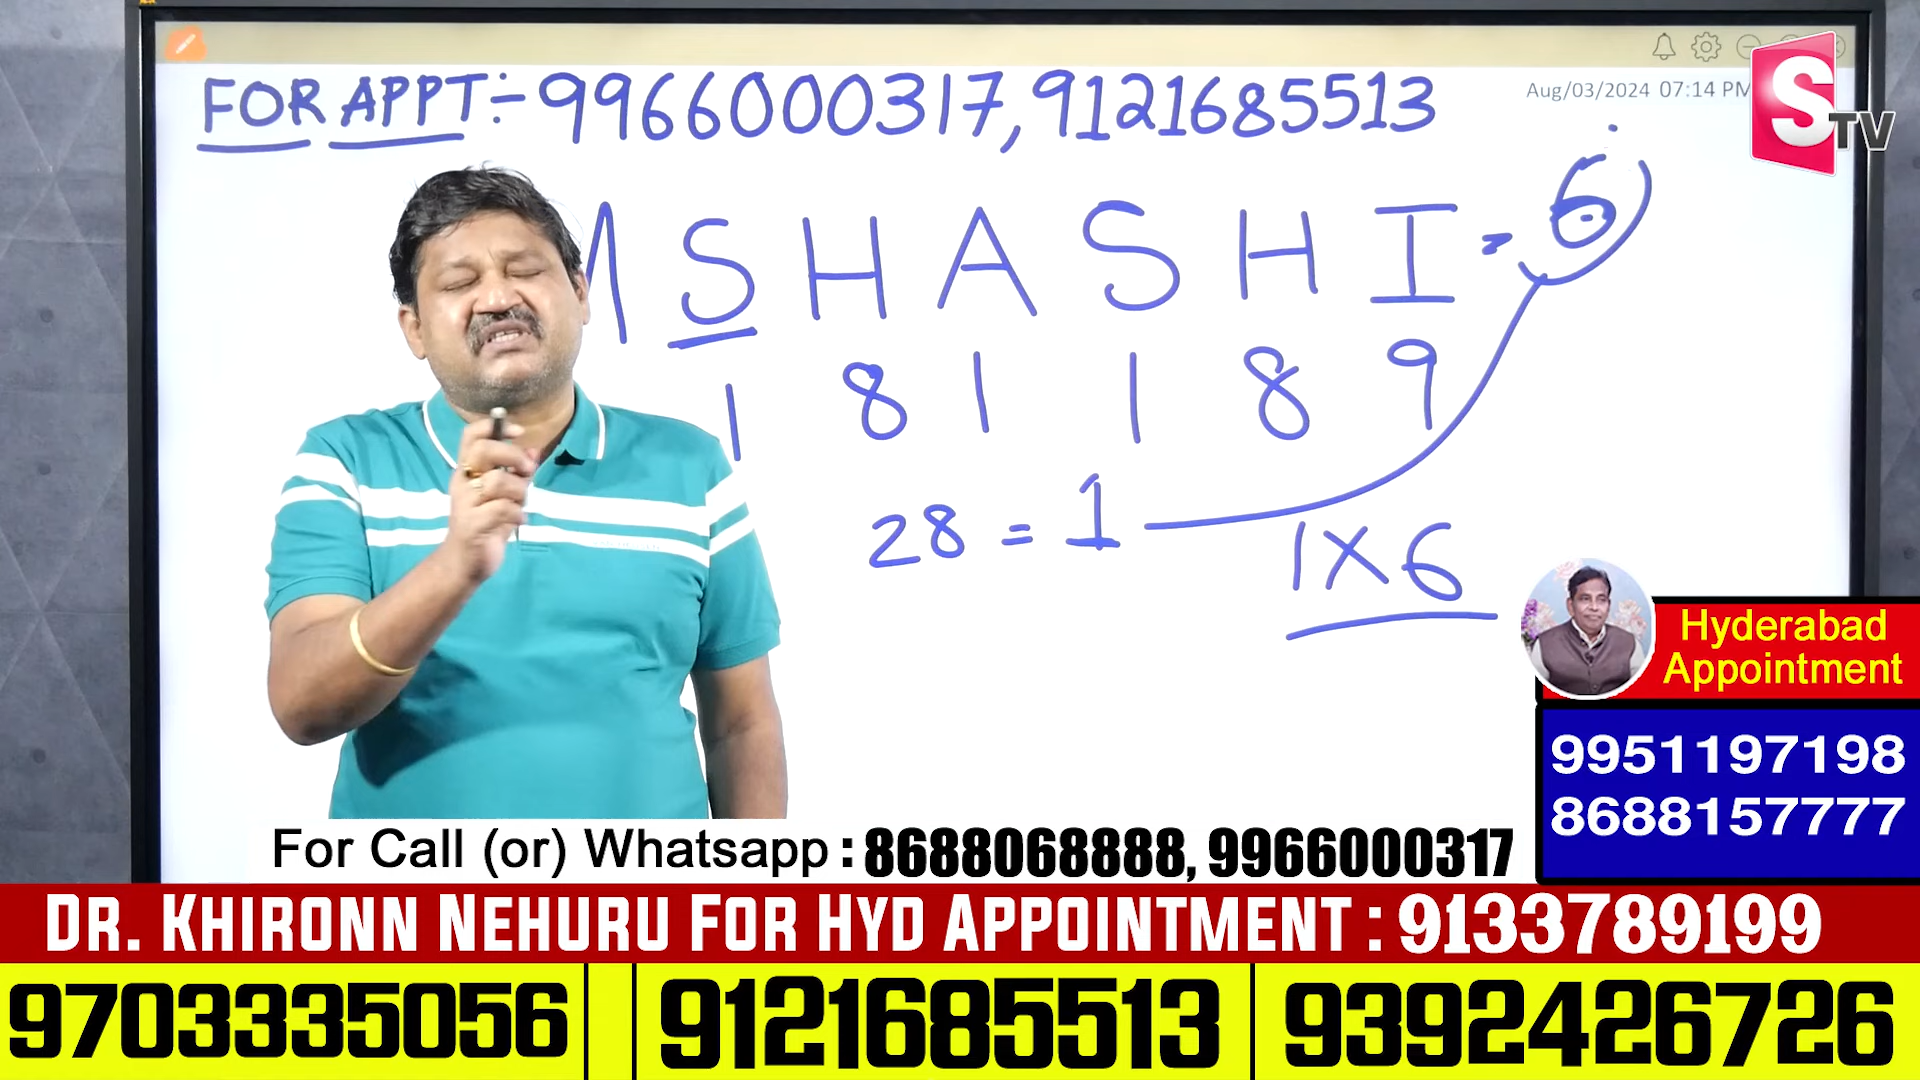 FOR APPT:- 9966000317, 9121685513
Aug/03/2024 07:14 PM
STV
M SHASHI = 6
1 8 1 1 8 9
28 = 1
1X6
Hyderabad
Appointment
9951197198
8688157777
For Call (or) Whatsapp : 8688068888, 9966000317
DR. KHIRONN NEHURU FOR HYD APPOINTMENT : 9133789199
9703335056
9121685513
9392426726